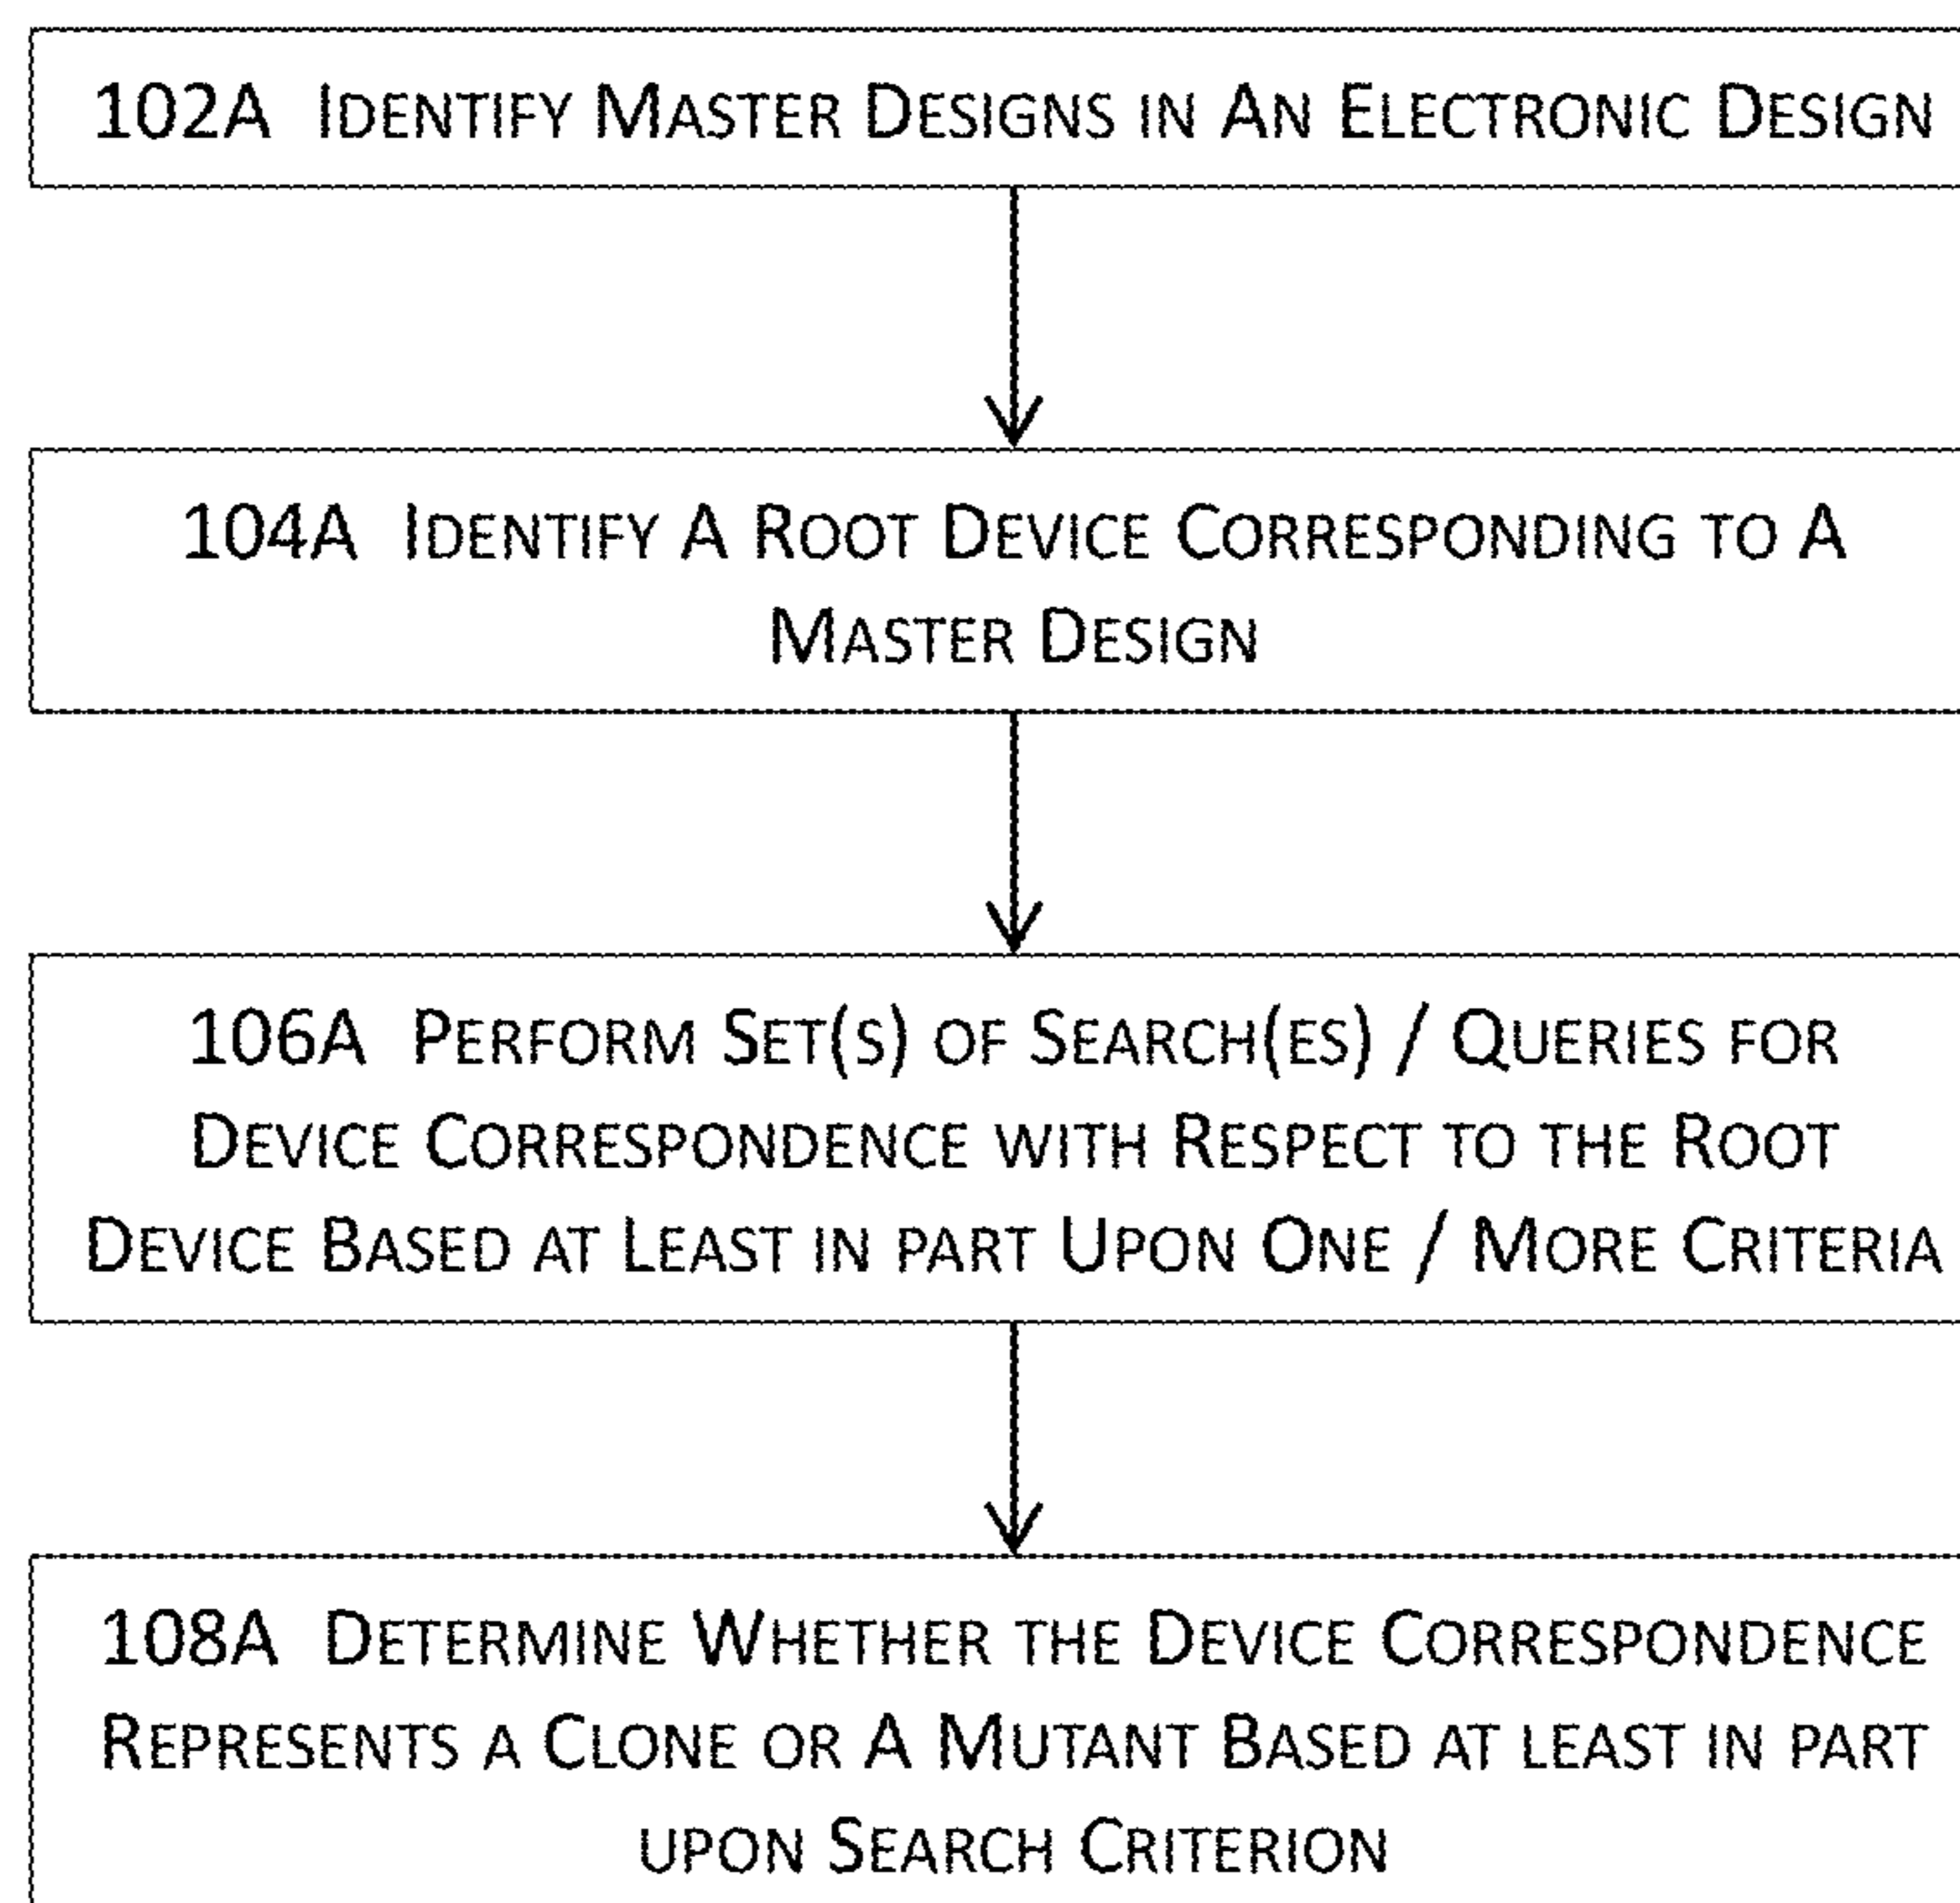 102A Identify Master Designs in An Electronic Design
104A Identify A Root Device Corresponding to A
Master Design
106A Perform Set(s) of Search(es) / Queries for
Device Correspondence with Respect to the Root
Device Based at Least in part Upon One / More Criteria
108A Determine Whether the Device Correspondence
Represents a Clone or A Mutant Based at least in part
upon Search Criterion